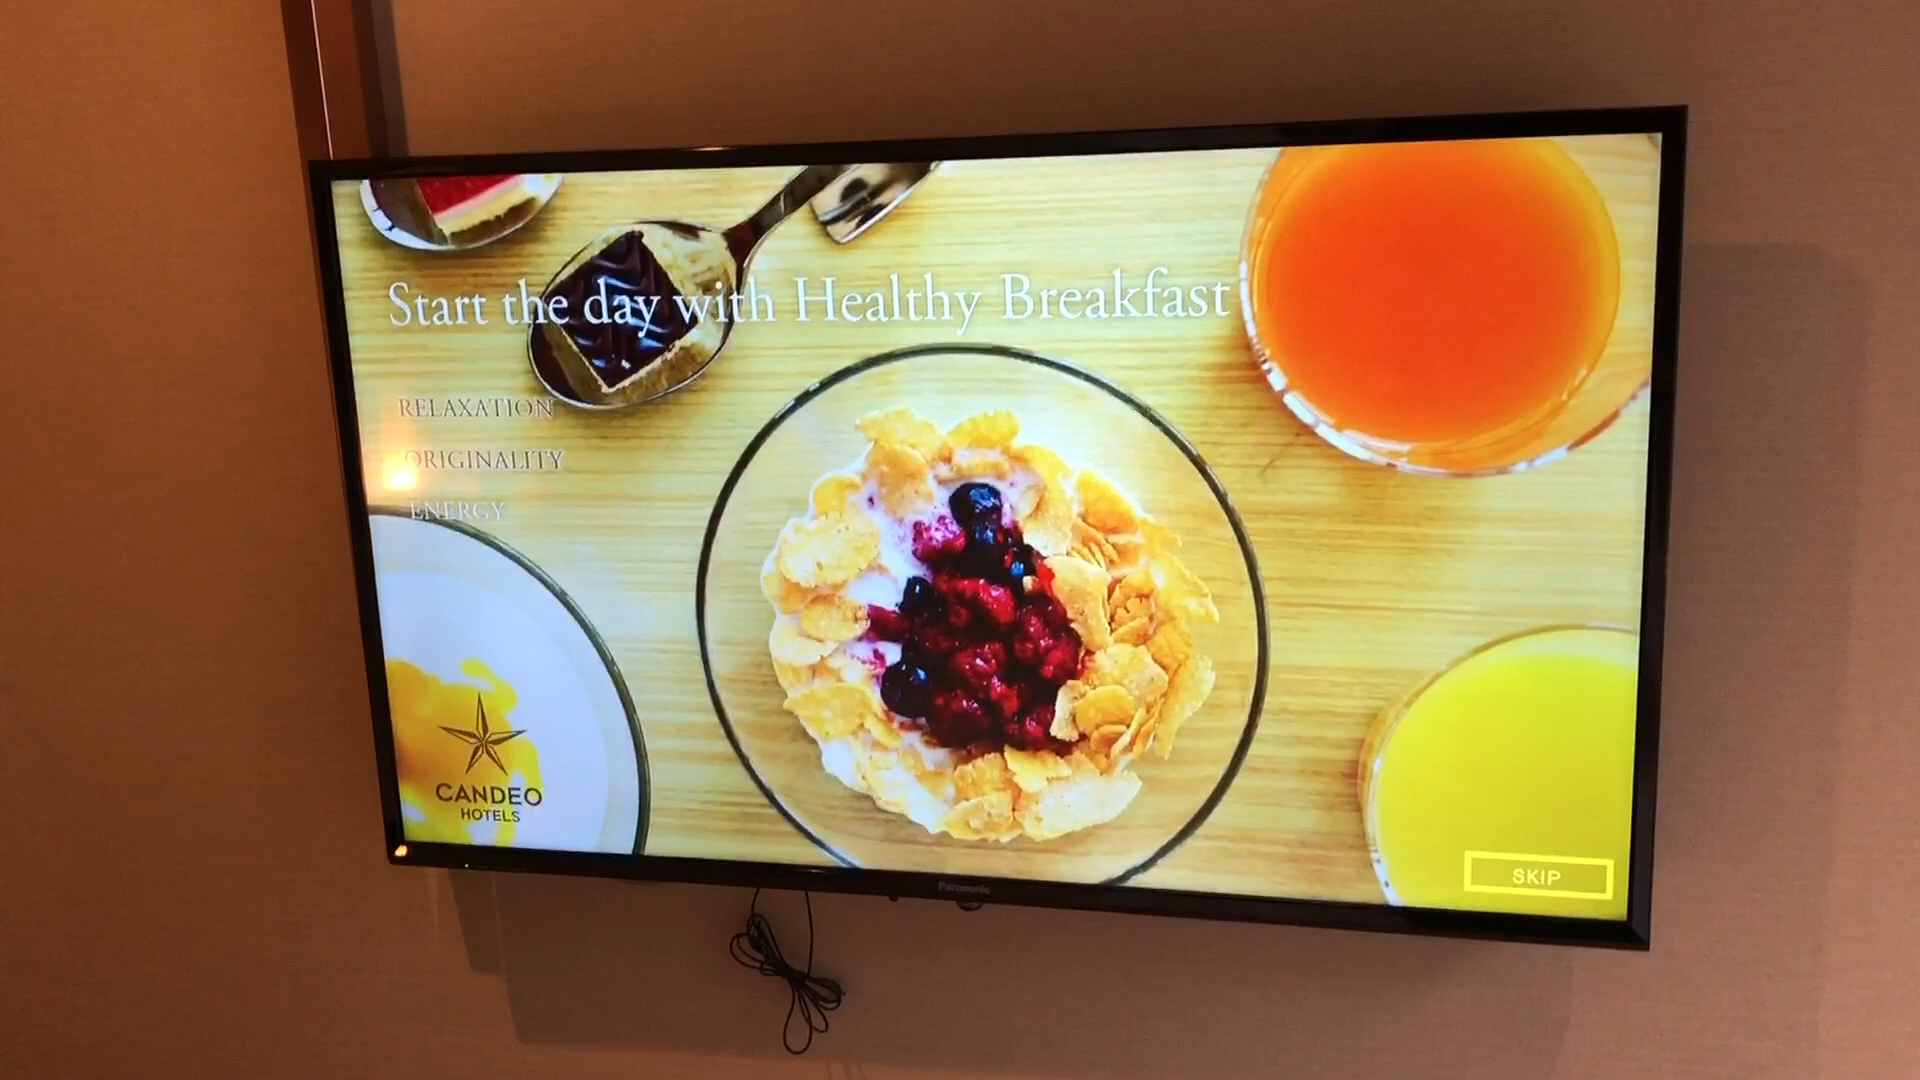 Start the day with Healthy Breakfast
RELAXATION
ORIGINALITY
ENERGY
CANDEO
HOTELS
SKIP
Panasonic